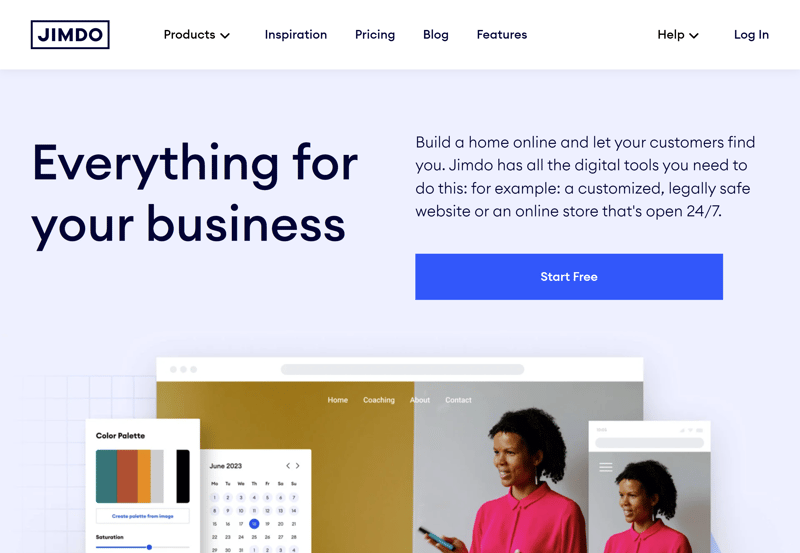 JIMDO
Products
Inspiration
Pricing
Blog
Features
Help
Log In
Everything for
your business
Build a home online and let your customers find
you. Jimdo has all the digital tools you need to
do this: for example: a customized, legally safe
website or an online store that's open 24/7.
Start Free
Home
Coaching
About
Contact
Color Palette
Create palette from image
Saturation
June 2023
Mo Tu We Th Fr Sa Su
1 2 3 4 5 6 7
8 9 10 11 12 13 14
15 16 17 18 19 20 21
22 23 24 25 26 27 28
29 30 31 1 2 3 4